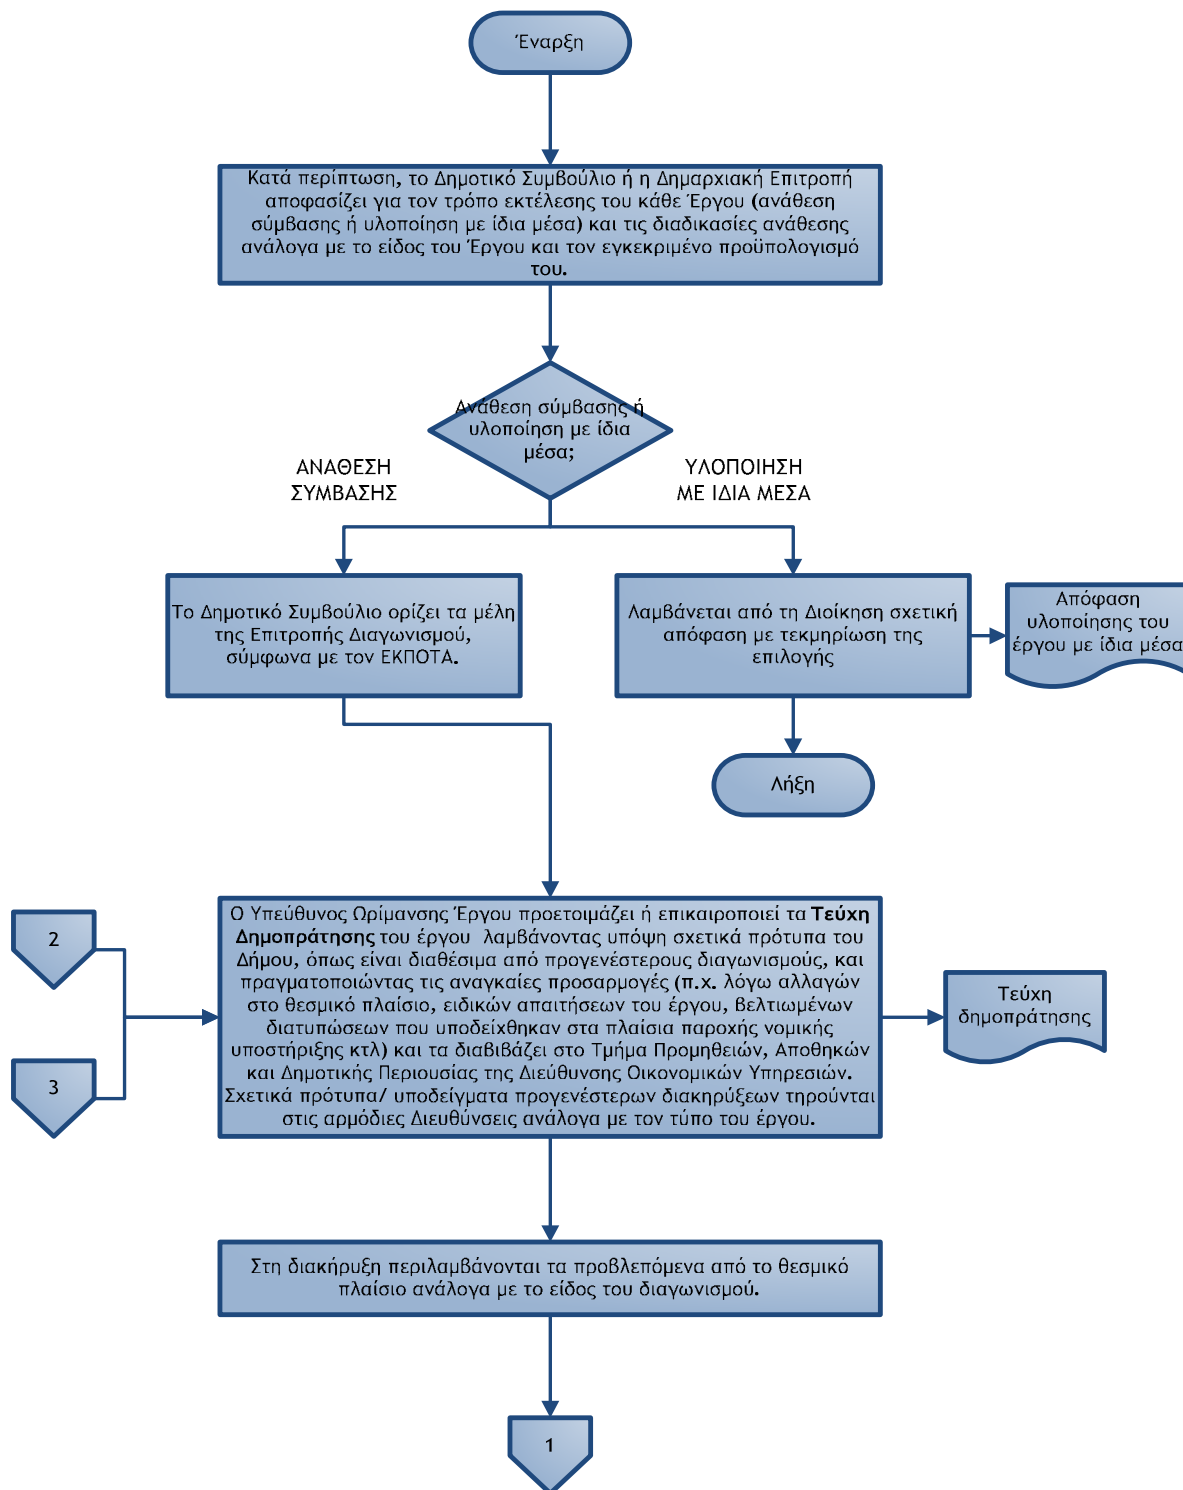 Έναρξη
Κατά περίπτωση, το Δημοτικό Συμβούλιο ή η Δημαρχιακή Επιτροπή
αποφασίζει για τον τρόπο εκτέλεσης του κάθε Έργου (ανάθεση
σύμβασης ή υλοποίηση με ίδια μέσα) και τις διαδικασίες ανάθεσης
ανάλογα με το είδος του Έργου και τον εγκεκριμένο προϋπολογισμό
του.
Ανάθεση σύμβασης ή
υλοποίηση με ίδια
μέσα;
ΑΝΑΘΕΣΗ
ΣΥΜΒΑΣΗΣ
ΥΛΟΠΟΙΗΣΗ
ΜΕ ΙΔΙΑ ΜΕΣΑ
Το Δημοτικό Συμβούλιο ορίζει τα μέλη
της Επιτροπής Διαγωνισμού,
σύμφωνα με τον ΕΚΠΟΤΑ.
Λαμβάνεται από τη Διοίκηση σχετική
απόφαση με τεκμηρίωση της
επιλογής
Απόφαση
υλοποίησης του
έργου με ίδια μέσα
Λήξη
2
3
Ο Υπεύθυνος Ωρίμανσης Έργου προετοιμάζει ή επικαιροποιεί τα Τεύχη
Δημοπράτησης του έργου λαμβάνοντας υπόψη σχετικά πρότυπα του
Δήμου, όπως είναι διαθέσιμα από προγενέστερους διαγωνισμούς, και
πραγματοποιώντας τις αναγκαίες προσαρμογές (π.χ. λόγω αλλαγών
στο θεσμικό πλαίσιο, ειδικών απαιτήσεων του έργου, βελτιωμένων
διατυπώσεων που υποδείχθηκαν στα πλαίσια παροχής νομικής
υποστήριξης κτλ) και τα διαβιβάζει στο Τμήμα Προμηθειών, Αποθηκών
και Δημοτικής Περιουσίας της Διεύθυνσης Οικονομικών Υπηρεσιών.
Σχετικά πρότυπα/ υποδείγματα προγενέστερων διακηρύξεων τηρούνται
στις αρμόδιες Διευθύνσεις ανάλογα με τον τύπο του έργου.
Τεύχη
δημοπράτησης
Στη διακήρυξη περιλαμβάνονται τα προβλεπόμενα από το θεσμικό
πλαίσιο ανάλογα με το είδος του διαγωνισμού.
1